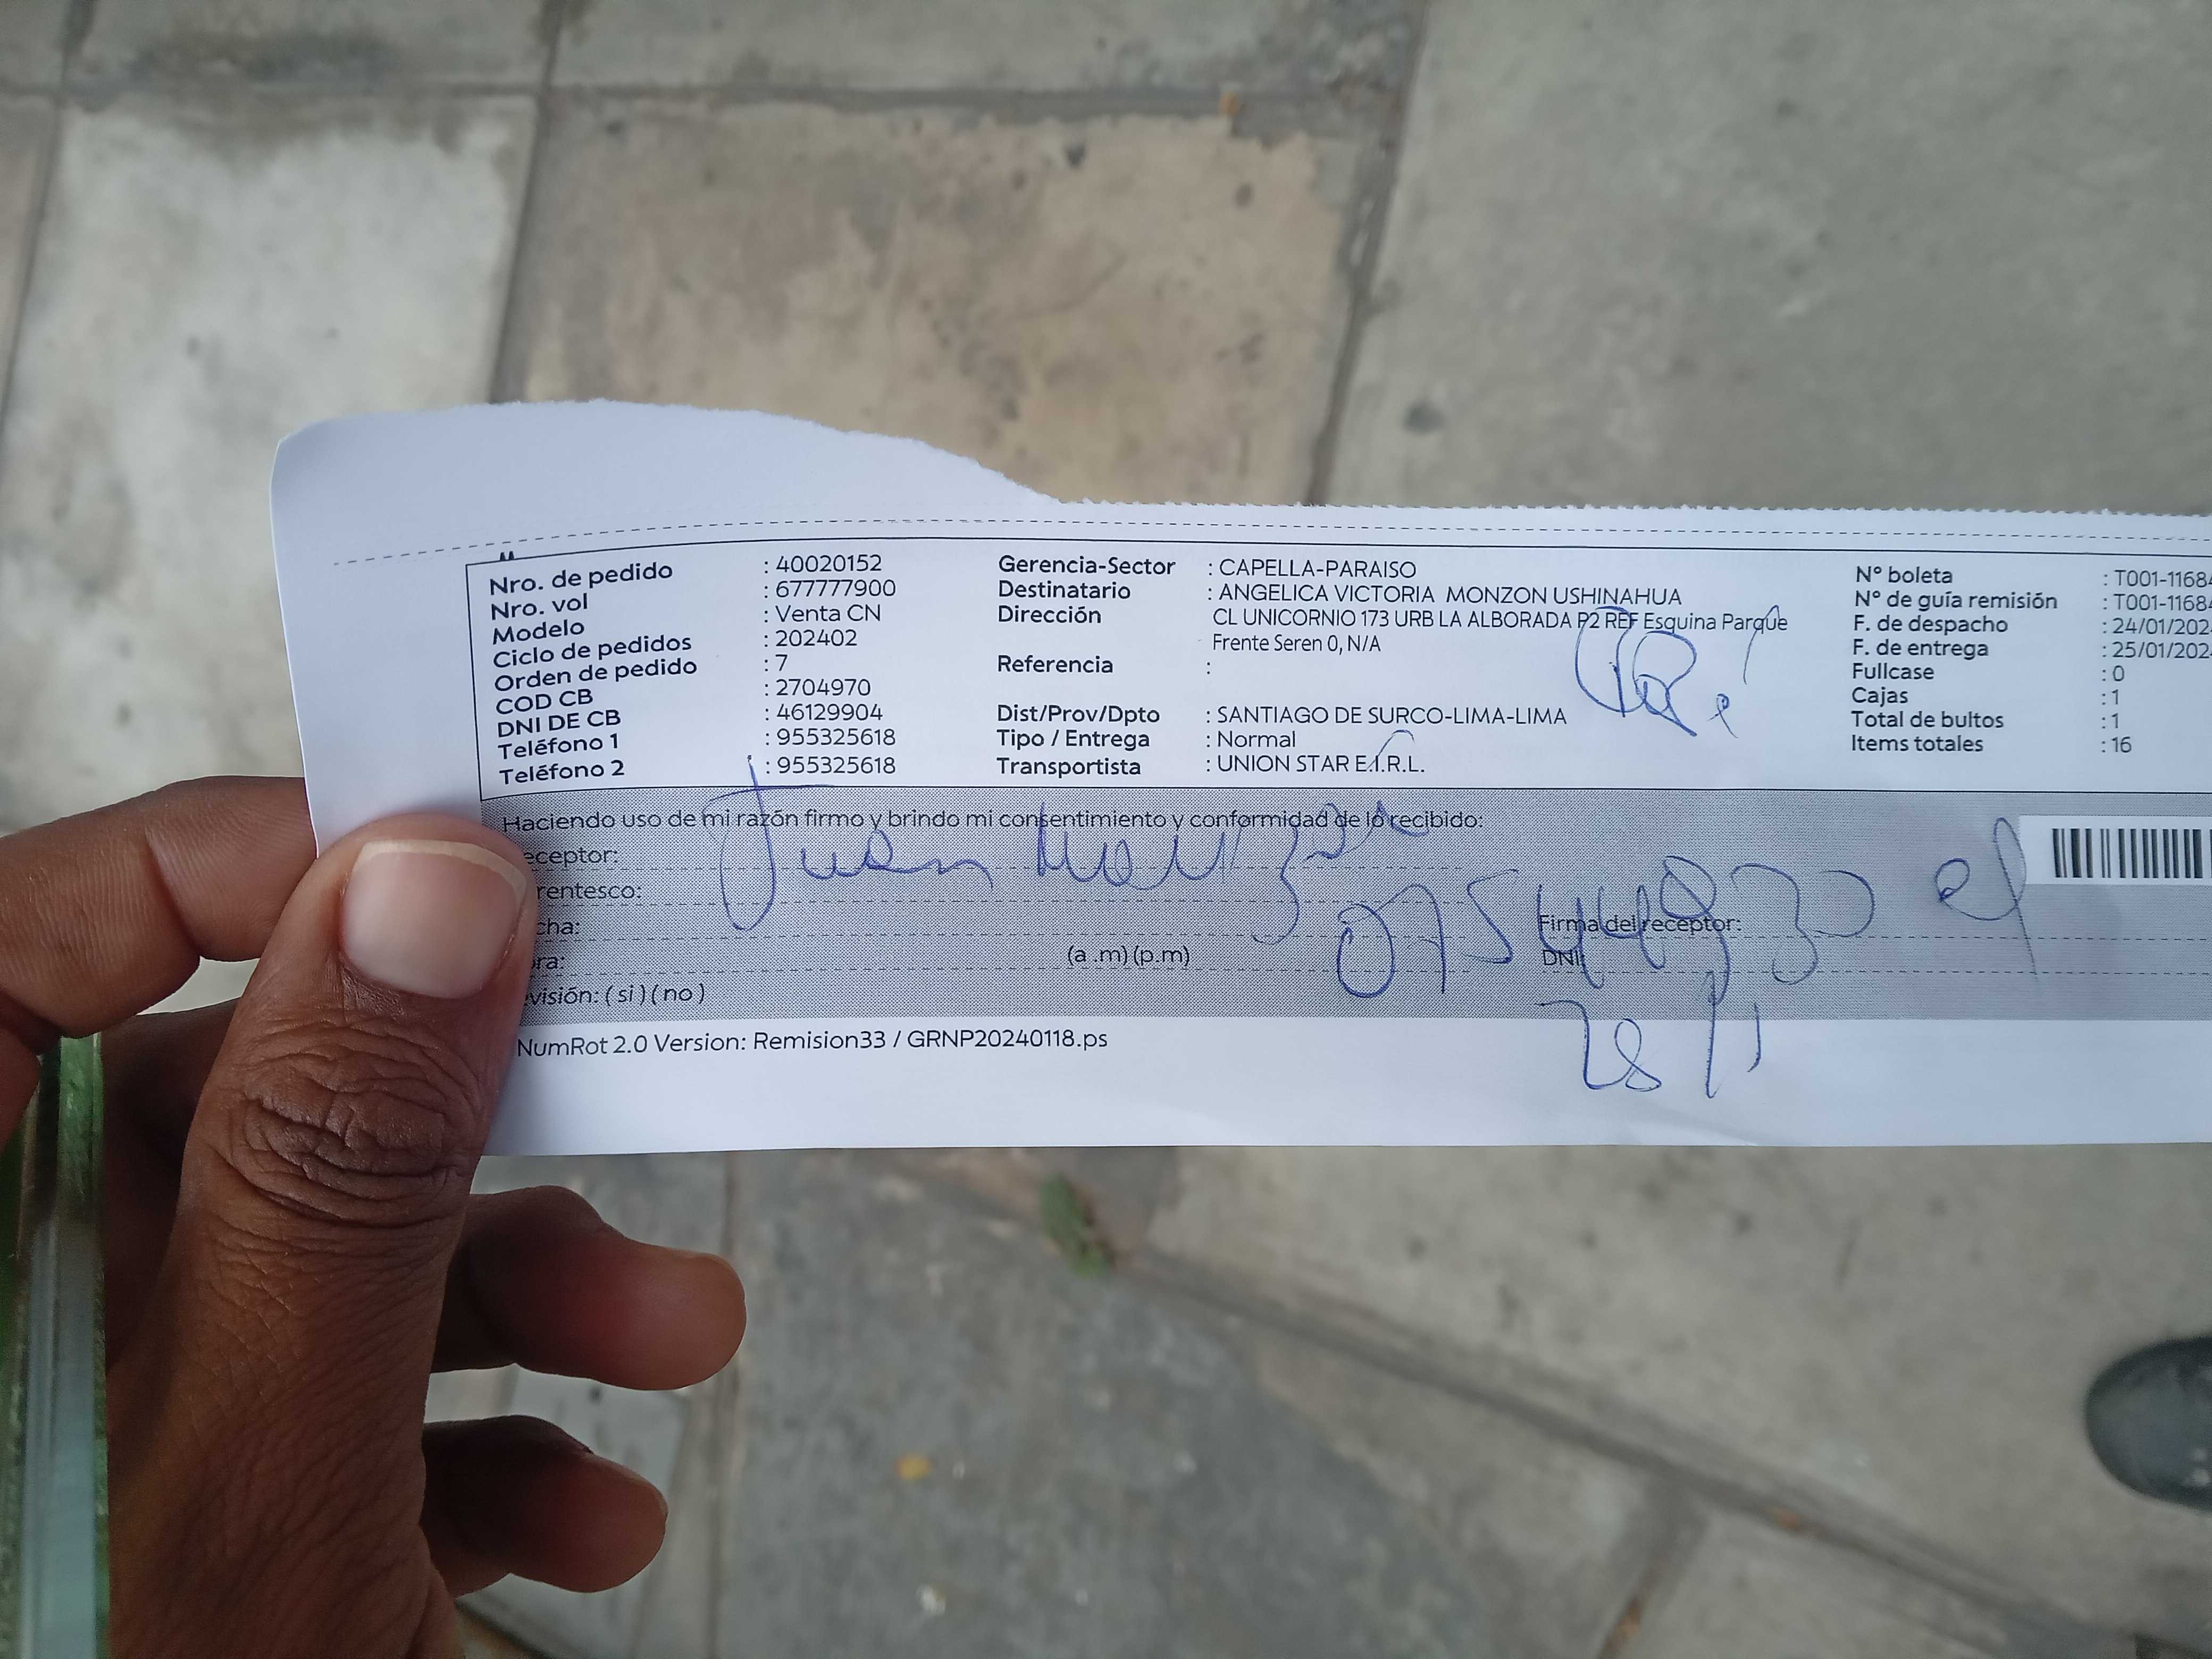 Nro. de pedido : 40020152
Nro. vol : 677777900
Modelo : Venta CN
Ciclo de pedidos : 202402
Orden de pedido : 7
COD CB : 2704970
DNI DE CB : 46129904
Teléfono 1 : 955325618
Teléfono 2 : 955325618
Gerencia-Sector : CAPELLA-PARAISO
Destinatario : ANGELICA VICTORIA MONZON USHINAHUA
Dirección CL UNICORNIO 173 URB LA ALBORADA P2 REF Esquina Parque
Frente Seren 0, N/A
Referencia :
Dist/Prov/Dpto : SANTIAGO DE SURCO-LIMA-LIMA
Tipo / Entrega : Normal
Transportista : UNION STAR E.I.R.L.
N° boleta : T001-1168
N° de guía remisión : T001-1168
F. de despacho : 24/01/202
F. de entrega : 25/01/202
Fullcase : 0
Cajas : 1
Total de bultos : 1
Items totales : 16
Haciendo uso de mi razón firmo y brindo mi consentimiento y conformidad de lo recibido:
eceptor: Juan Monzon
rentesco:
cha:
ra: (a .m) (p.m)
visión: ( si ) ( no )
Firma del receptor:
DNI:
NumRot 2.0 Version: Remision33 / GRNP20240118.ps